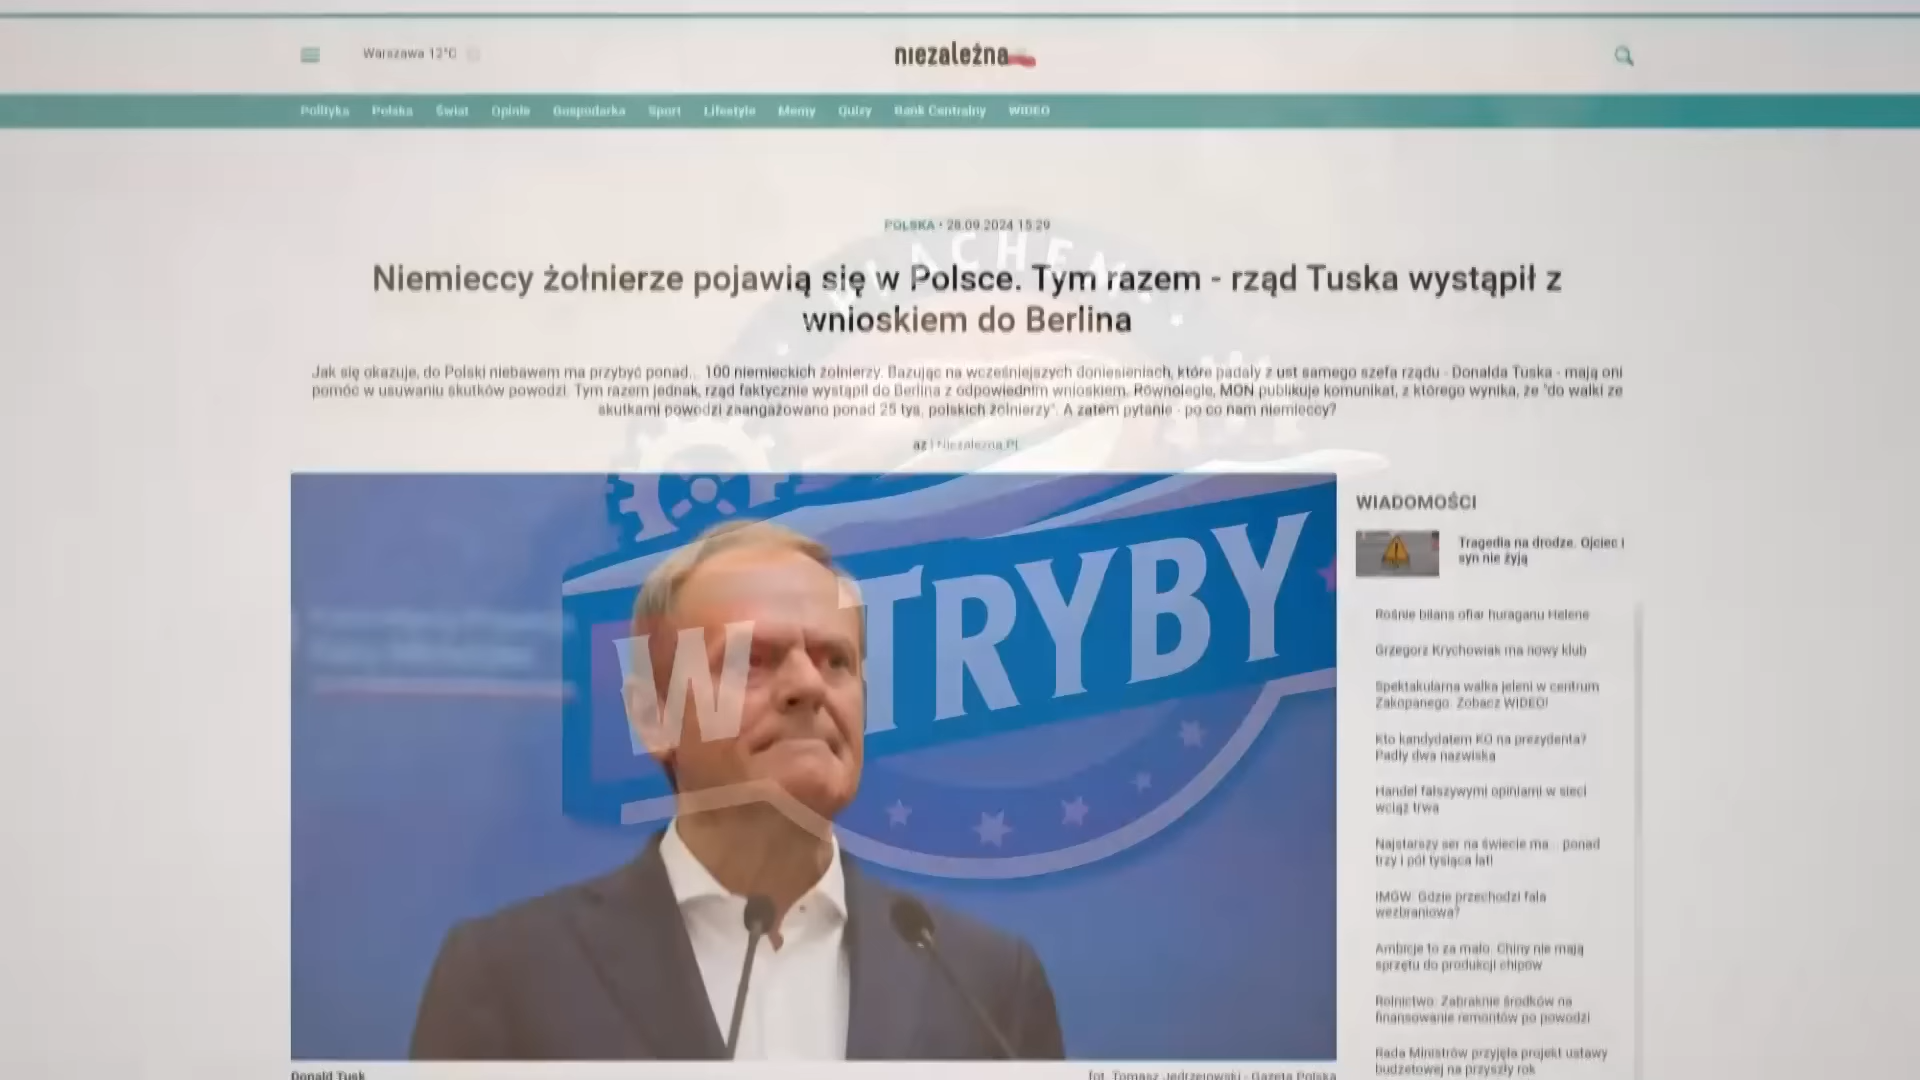 Warszawa 12°C
niezależna
Polityka Polska Świat Opinie Gospodarka Sport Lifestyle Memy Quizy Bank Centralny WIDEO
POLSKA • 28.09.2024 15:29
PIACHEM
Niemieccy żołnierze pojawią się w Polsce. Tym razem - rząd Tuska wystąpił z
wnioskiem do Berlina
Jak się okazuje, do Polski niebawem ma przybyć ponad... 100 niemieckich żołnierzy. Bazując na wcześniejszych doniesieniach, które padały z ust samego szefa rządu - Donalda Tuska - mają oni
pomóc w usuwaniu skutków powodzi. Tym razem jednak, rząd faktycznie wystąpił do Berlina z odpowiednim wnioskiem. Równolegle, MON publikuje komunikat, z którego wynika, że "do walki ze
skutkami powodzi zaangażowano ponad 25 tys. polskich żołnierzy". A zatem pytanie - po co nam niemieccy?
az | Niezalezna.PL
W TRYBY
Donald Tusk
fot. Tomasz Jędrzejowski - Gazeta Polska
WIADOMOŚCI
Tragedia na drodze. Ojciec i
syn nie żyją
Rośnie bilans ofiar huraganu Helene
Grzegorz Krychowiak ma nowy klub
Spektakularna walka jeleni w centrum
Zakopanego. Zobacz WIDEO!
Kto kandydatem KO na prezydenta?
Padły dwa nazwiska
Handel fałszywymi opiniami w sieci
wciąż trwa
Najstarszy ser na świecie ma... ponad
trzy i pół tysiąca lat!
IMGW: Gdzie przechodzi fala
wezbraniowa?
Ambicje to za mało. Chiny nie mają
sprzętu do produkcji chipów
Rolnictwo: Zabraknie środków na
finansowanie remontów po powodzi
Rada Ministrów przyjęła projekt ustawy
budżetowej na przyszły rok